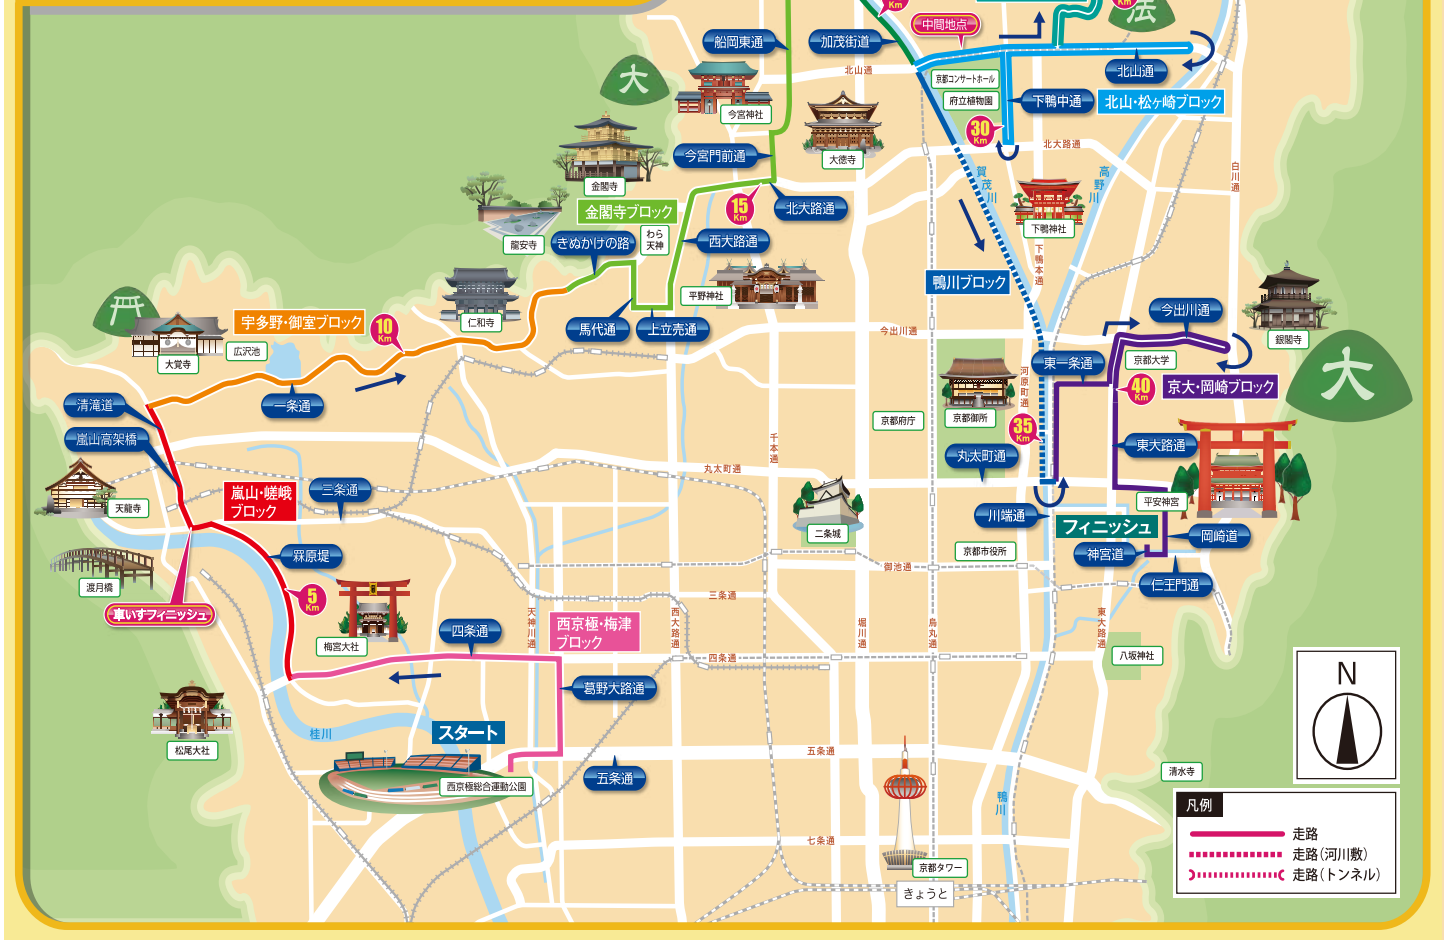 Km
Km
法
中間地点
船岡東通
加茂街道
北山通
北山通
大
京都コンサートホール
府立植物園
下鴨中通
北山・松ヶ崎ブロック
今宮神社
30
Km
北大路通
今宮門前通
大徳寺
白川通
賀茂川
高野川
金閣寺
15
Km
北大路通
金閣寺ブロック
下鴨神社
龍安寺
きぬかけの路
わら
天神
西大路通
下鴨本通
鴨川ブロック
平野神社
宇多野・御室ブロック
10
Km
仁和寺
馬代通
上立売通
今出川通
今出川通
銀閣寺
広沢池
大覚寺
東一条通
京都大学
大
河原町通
京大・岡崎ブロック
40
Km
清滝道
一条通
京都御所
京都府庁
35
Km
嵐山高架橋
千本通
丸太町通
丸太町通
東大路通
嵐山・嵯峨
ブロック
三条通
天龍寺
平安神宮
川端通
フィニッシュ
二条城
岡崎道
罧原堤
京都市役所
神宮道
御池通
渡月橋
仁王門通
5
Km
三条通
車いすフィニッシュ
天神川通
西大路通
堀川通
烏丸通
東大路通
西京極・梅津
ブロック
四条通
梅宮大社
四条通
八坂神社
N
葛野大路通
松尾大社
桂川
スタート
五条通
五条通
清水寺
西京極総合運動公園
鴨川
凡例
走路
走路（河川敷）
走路（トンネル）
七条通
京都タワー
きょうと